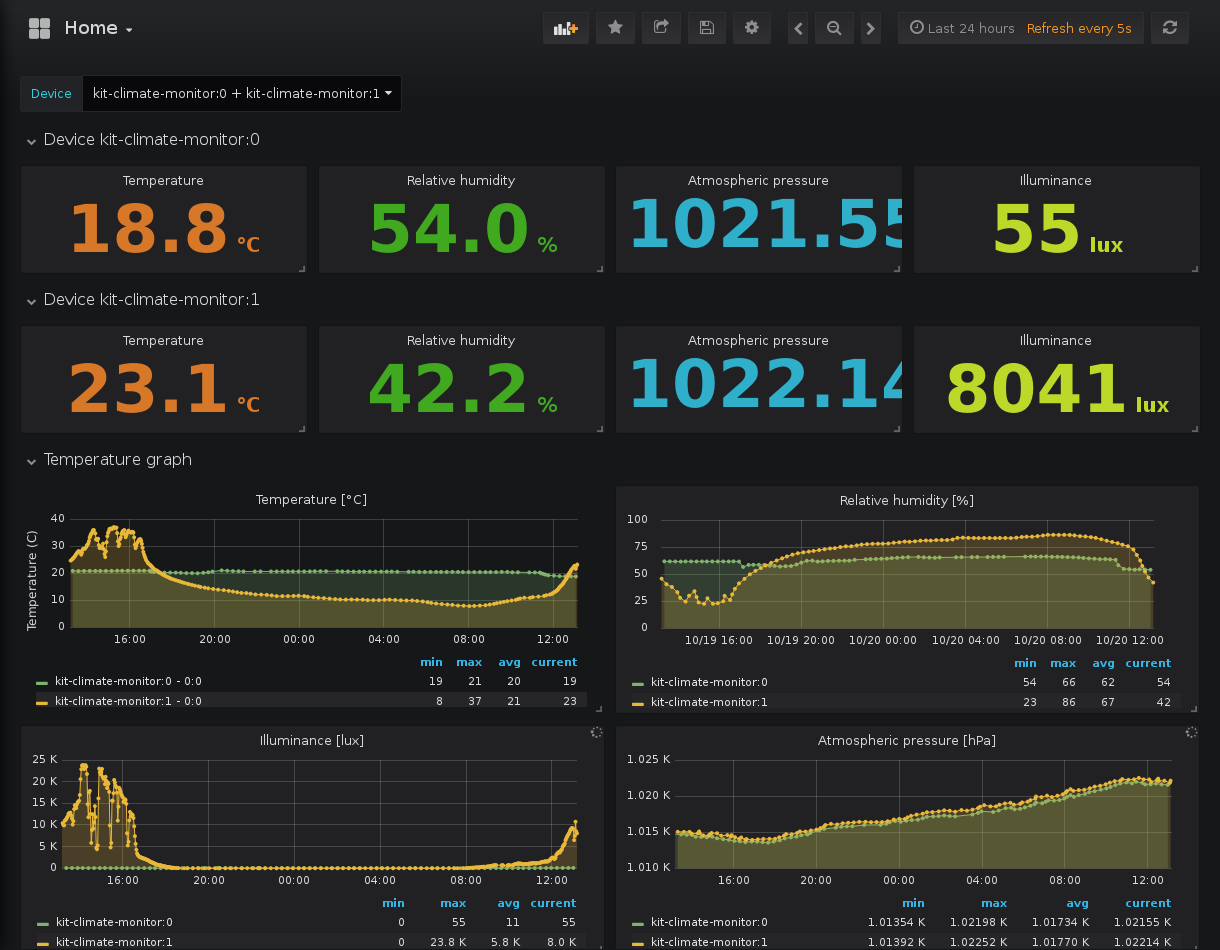 Home
Last 24 hours Refresh every 5s
Device kit-climate-monitor:0 + kit-climate-monitor:1
Device kit-climate-monitor:0
Temperature Relative humidity Atmospheric pressure Illuminance
18.8 °C 54.0 % 1021.55 55 lux
Device kit-climate-monitor:1
Temperature Relative humidity Atmospheric pressure Illuminance
23.1 °C 42.2 % 1022.14 8041 lux
Temperature graph
Temperature [°C]
Temperature (C)
40
30
20
10
0
16:00 20:00 00:00 04:00 08:00 12:00
min max avg current
kit-climate-monitor:0 - 0:0 19 21 20 19
kit-climate-monitor:1 - 0:0 8 37 21 23
Relative humidity [%]
100
75
50
25
0
10/19 16:00 10/19 20:00 10/20 00:00 10/20 04:00 10/20 08:00 10/20 12:00
min max avg current
kit-climate-monitor:0 54 66 62 54
kit-climate-monitor:1 23 86 67 42
Illuminance [lux]
25 K
20 K
15 K
10 K
5 K
0
16:00 20:00 00:00 04:00 08:00 12:00
min max avg current
kit-climate-monitor:0 0 55 11 55
kit-climate-monitor:1 0 23.8 K 5.8 K 8.0 K
Atmospheric pressure [hPa]
1.025 K
1.020 K
1.015 K
1.010 K
16:00 20:00 00:00 04:00 08:00 12:00
min max avg current
kit-climate-monitor:0 1.01354 K 1.02198 K 1.01734 K 1.02155 K
kit-climate-monitor:1 1.01392 K 1.02252 K 1.01770 K 1.02214 K